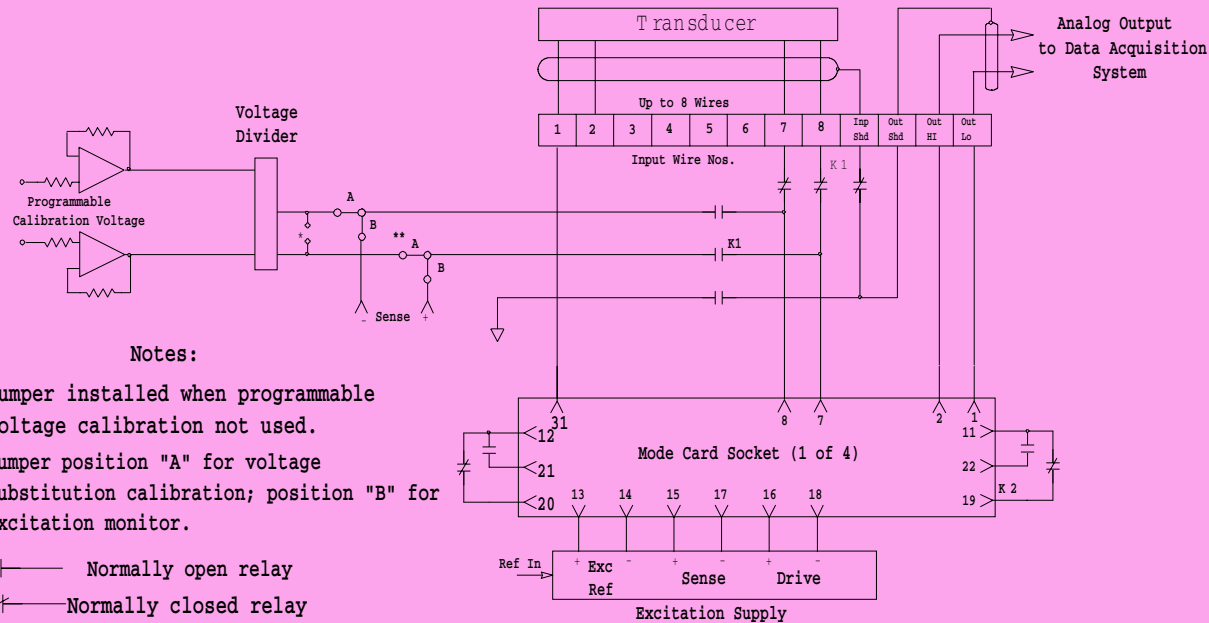 Transducer
Analog Output
to Data Acquisition
System
Up to 8 Wires
1 2 3 4 5 6 7 8 Inp Shd Out Shd Out HI Out Lo
Input Wire Nos.
K1
Voltage
Divider
Programmable
Calibration Voltage
A
B
*
**
A
B
K1
- Sense +
Notes:
umper installed when programmable
oltage calibration not used.
umper position "A" for voltage
ubstitution calibration; position "B" for
xcitation monitor.
Normally open relay
Normally closed relay
31 8 7 2 1
12
21
20
Mode Card Socket (1 of 4)
11
22
19
K 2
13 14 15 17 16 18
Ref In
+ - + - + -
Exc
Ref
Sense
Drive
Excitation Supply